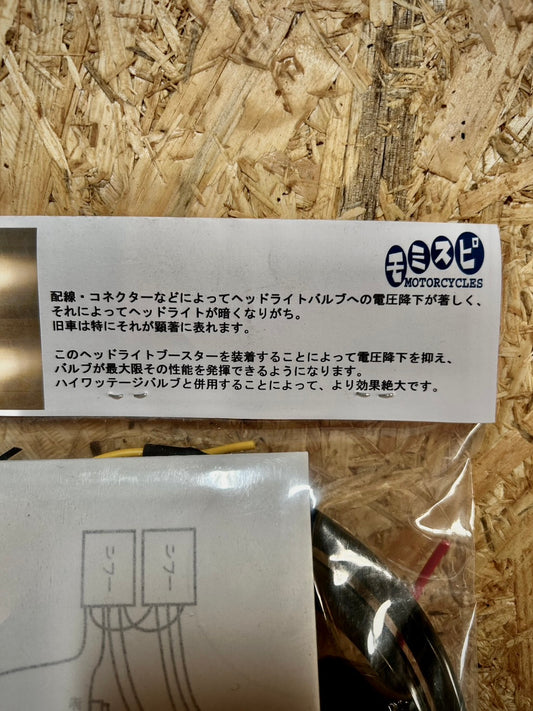 モミスピ
MOTORCYCLES
配線・コネクターなどによってヘッドライトバルブへの電圧降下が著しく、
それによってヘッドライトが暗くなりがち。
旧車は特にそれが顕著に表れます。
このヘッドライトブースターを装着することによって電圧降下を抑え、
バルブが最大限その性能を発揮できるようになります。
ハイワッテージバルブと併用することによって、より効果絶大です。
リレー
リレー